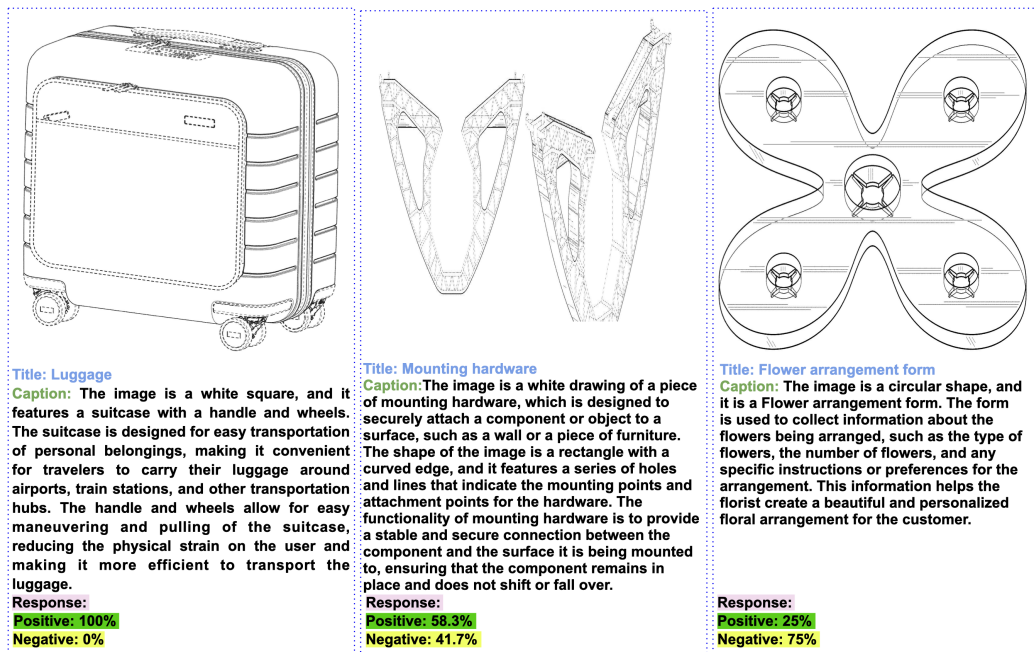 Title: Luggage
Caption: The image is a white square, and it
features a suitcase with a handle and wheels.
The suitcase is designed for easy transportation
of personal belongings, making it convenient
for travelers to carry their luggage around
airports, train stations, and other transportation
hubs. The handle and wheels allow for easy
maneuvering and pulling of the suitcase,
reducing the physical strain on the user and
making it more efficient to transport the
luggage.
Response:
Positive: 100%
Negative: 0%
Title: Mounting hardware
Caption:The image is a white drawing of a piece
of mounting hardware, which is designed to
securely attach a component or object to a
surface, such as a wall or a piece of furniture.
The shape of the image is a rectangle with a
curved edge, and it features a series of holes
and lines that indicate the mounting points and
attachment points for the hardware. The
functionality of mounting hardware is to provide
a stable and secure connection between the
component and the surface it is being mounted
to, ensuring that the component remains in
place and does not shift or fall over.
Response:
Positive: 58.3%
Negative: 41.7%
Title: Flower arrangement form
Caption: The image is a circular shape, and
it is a Flower arrangement form. The form
is used to collect information about the
flowers being arranged, such as the type of
flowers, the number of flowers, and any
specific instructions or preferences for the
arrangement. This information helps the
florist create a beautiful and personalized
floral arrangement for the customer.
Response:
Positive: 25%
Negative: 75%